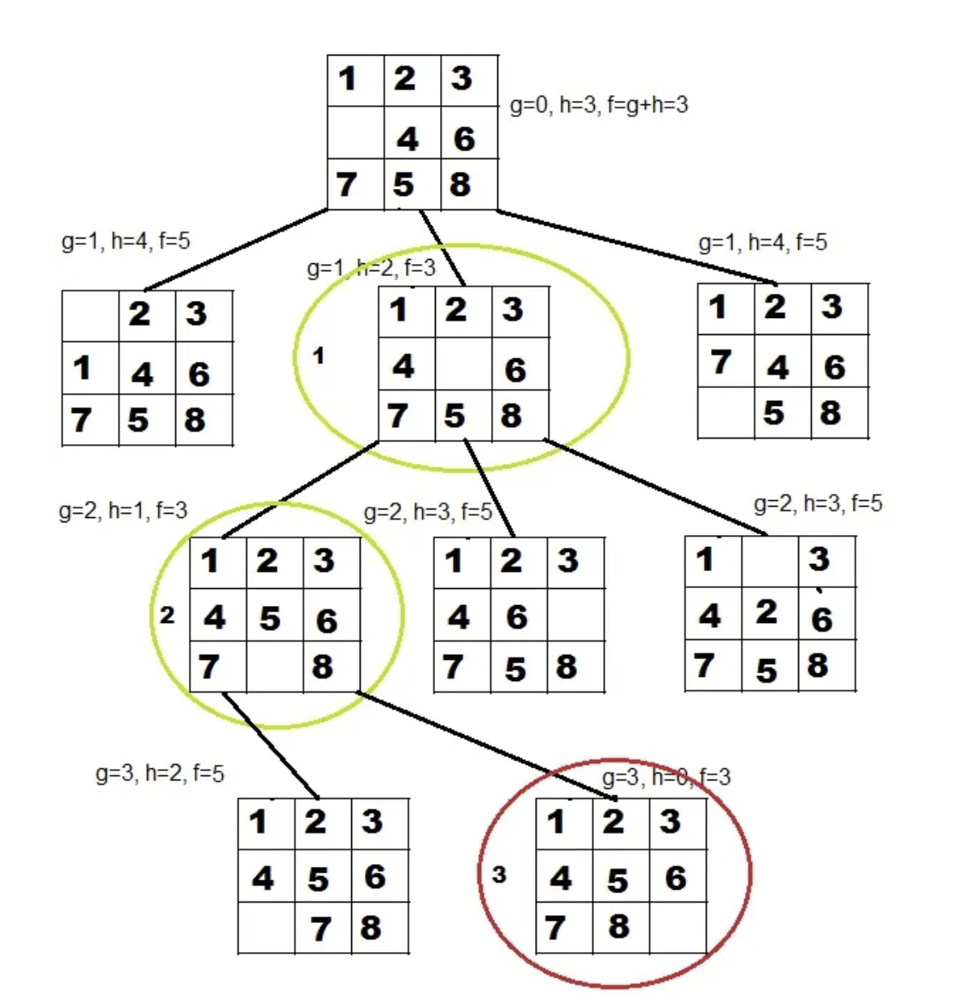 1 2 3
g=0, h=3, f=g+h=3
4 6
7 5 8
g=1, h=4, f=5
2 3
1 4 6
7 5 8
g=1, h=2, f=3
1
1 2 3
4 6
7 5 8
g=1, h=4, f=5
1 2 3
7 4 6
5 8
g=2, h=1, f=3
2
1 2 3
4 5 6
7 8
g=2, h=3, f=5
1 2 3
4 6
7 5 8
g=2, h=3, f=5
1 3
4 2 6
7 5 8
g=3, h=2, f=5
1 2 3
4 5 6
7 8
g=3, h=0, f=3
3
1 2 3
4 5 6
7 8